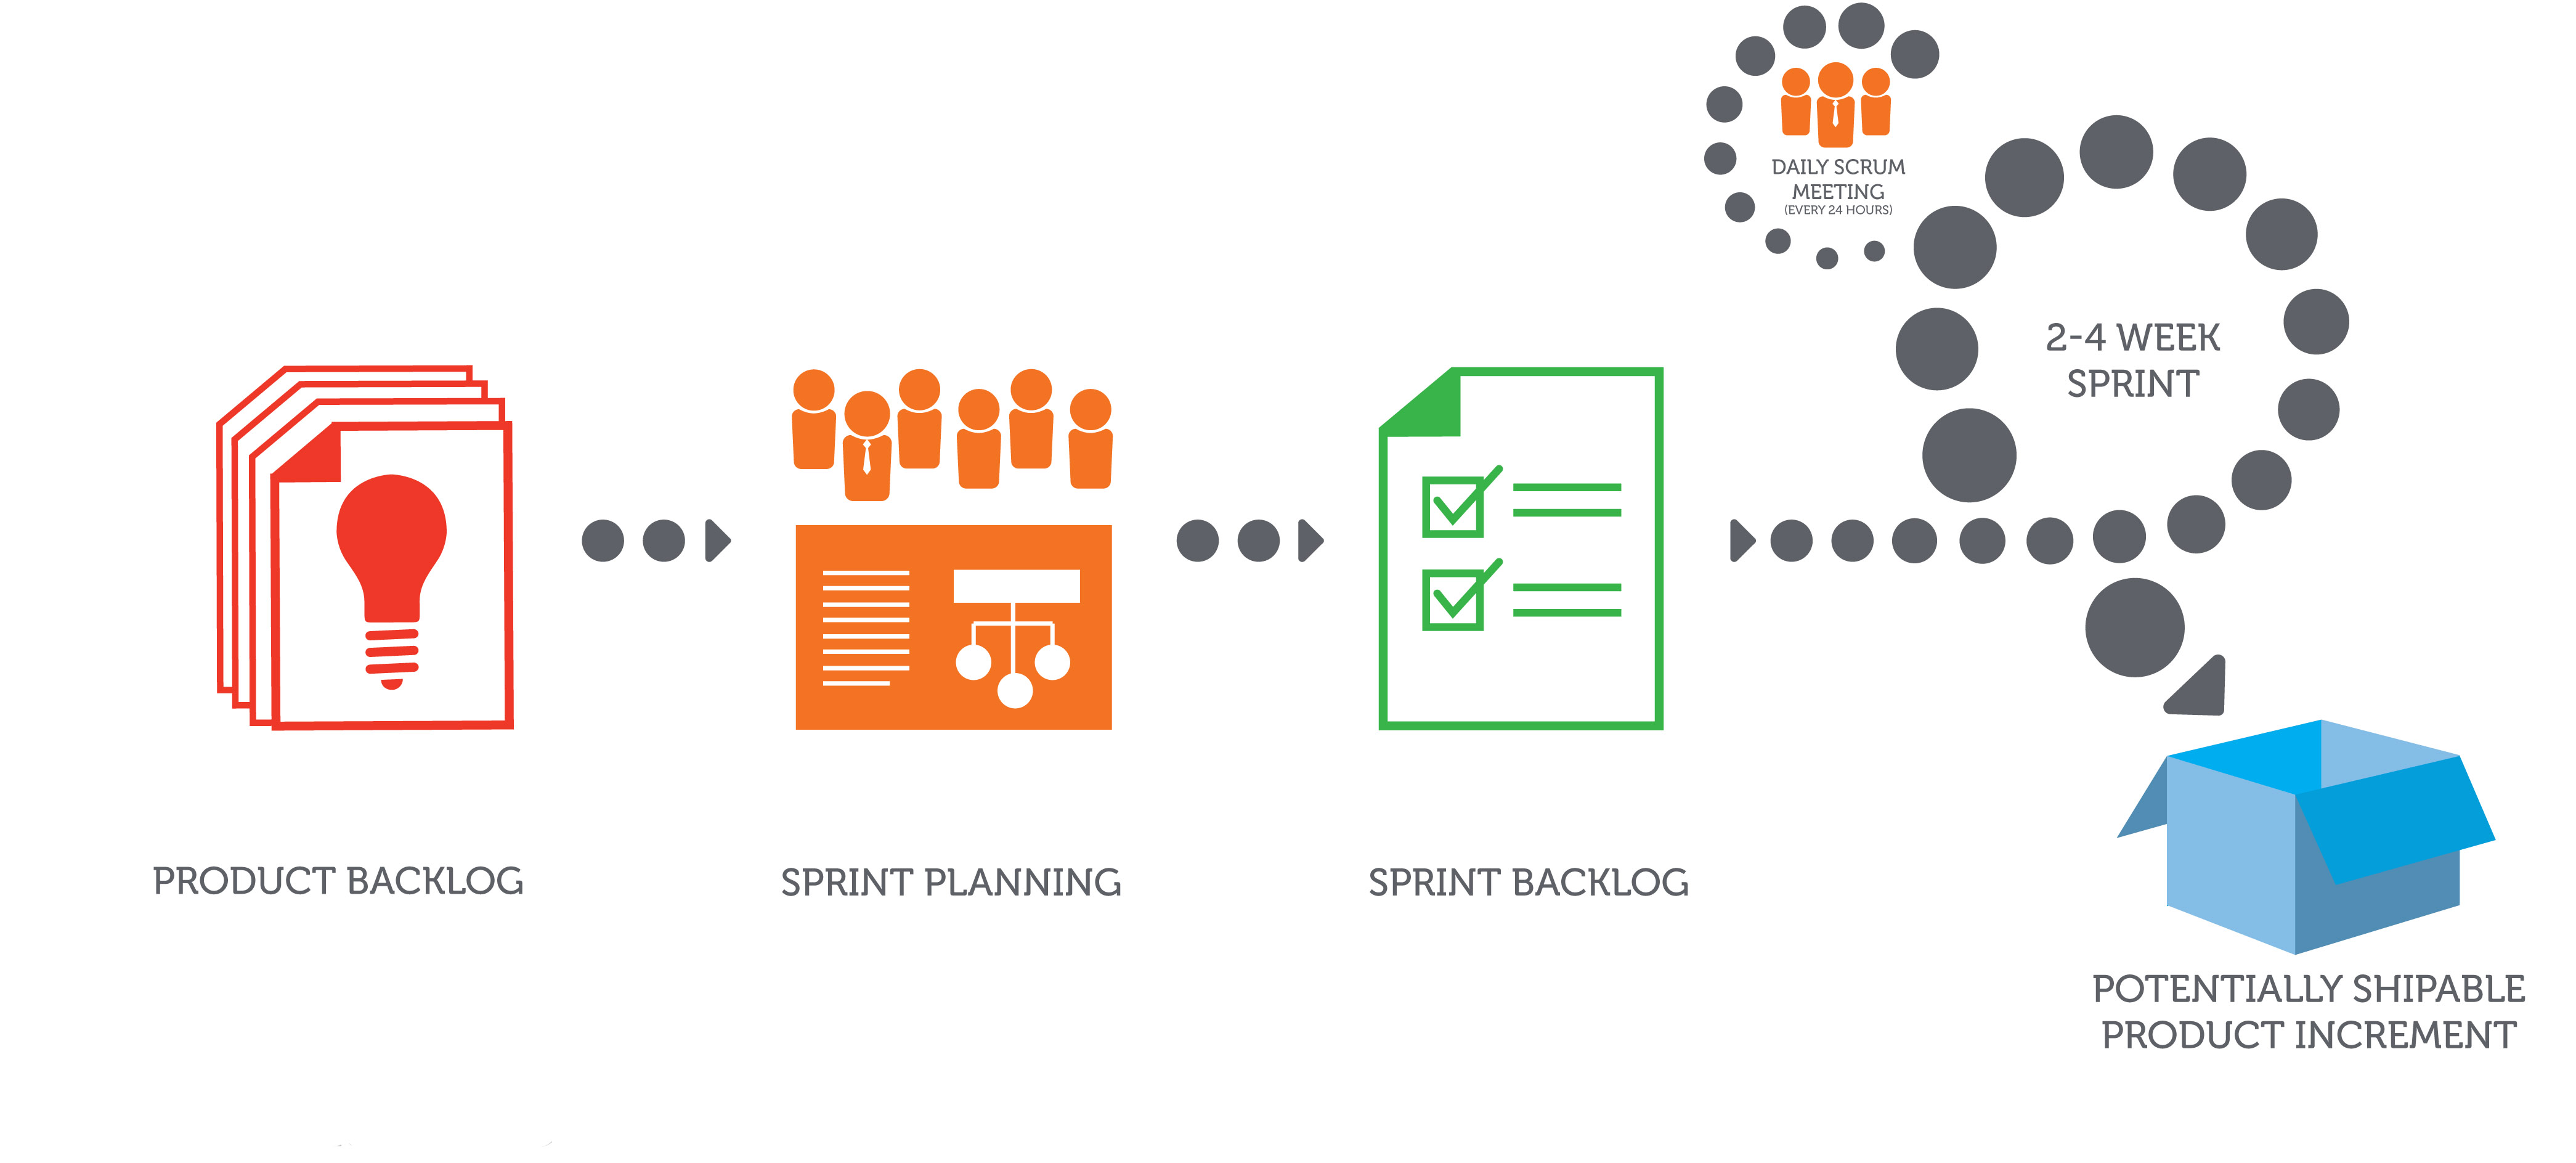 DAILY SCRUM
MEETING
(EVERY 24 HOURS)
2-4 WEEK
SPRINT
PRODUCT BACKLOG
SPRINT PLANNING
SPRINT BACKLOG
POTENTIALLY SHIPABLE
PRODUCT INCREMENT